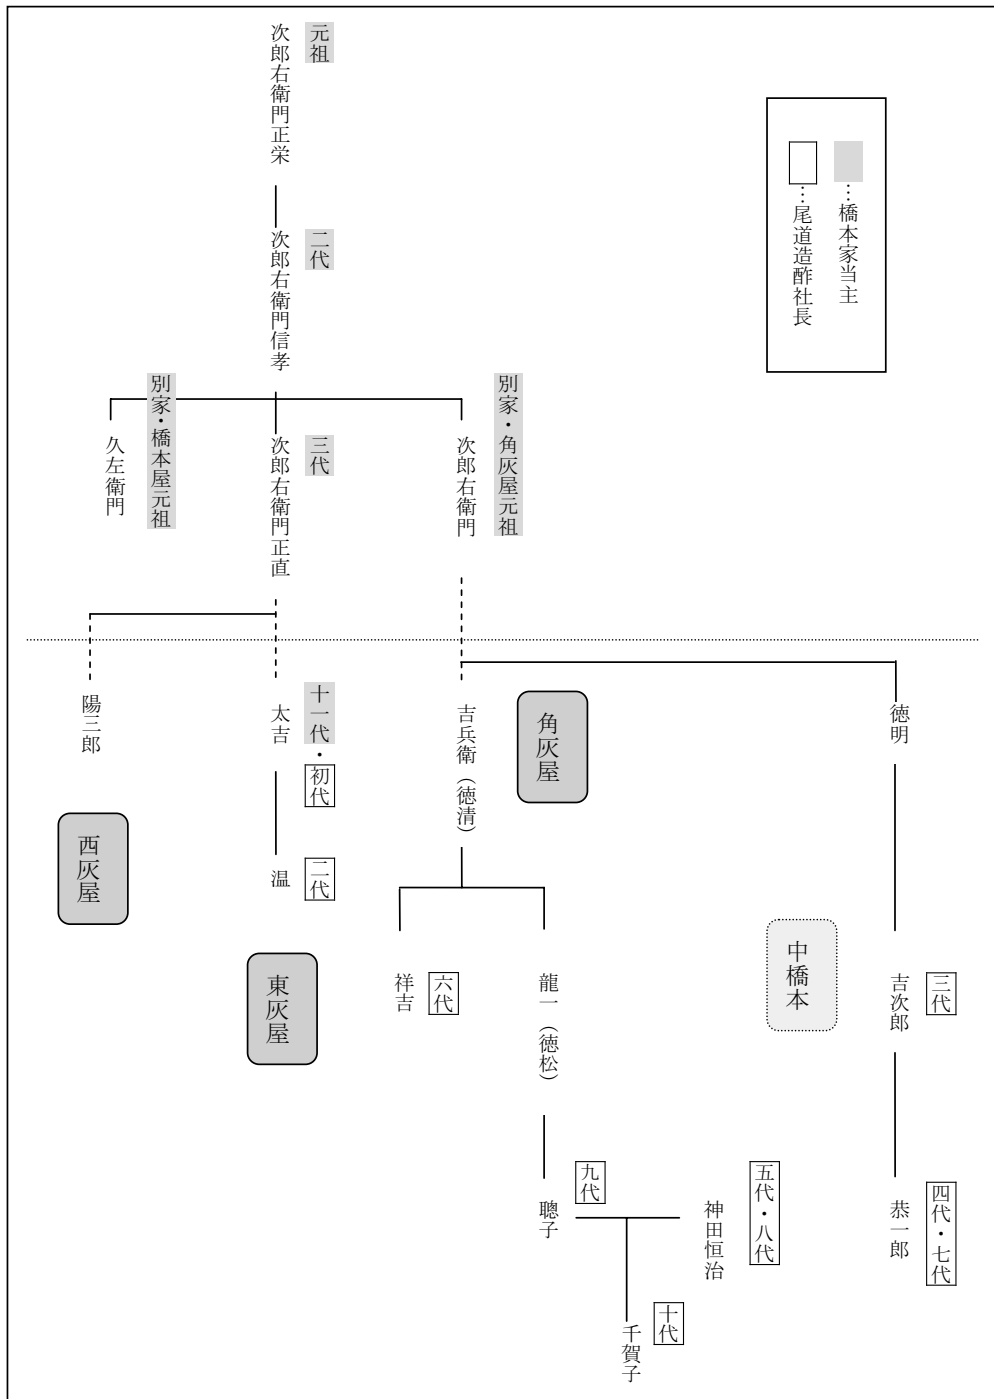 …橋本家当主
…尾道造酢社長
元祖
次郎右衛門正栄
二代
次郎右衛門信孝
別家・角灰屋元祖
次郎右衛門
三代
次郎右衛門正直
別家・橋本屋元祖
久左衛門
徳明
三代
吉次郎
四代・七代
恭一郎
中橋本
角灰屋
吉兵衛（徳清）
龍一（徳松）
六代
祥吉
五代・八代
神田恒治
九代
聰子
十代
千賀子
十一代・初代
太吉
二代
温
東灰屋
陽三郎
西灰屋